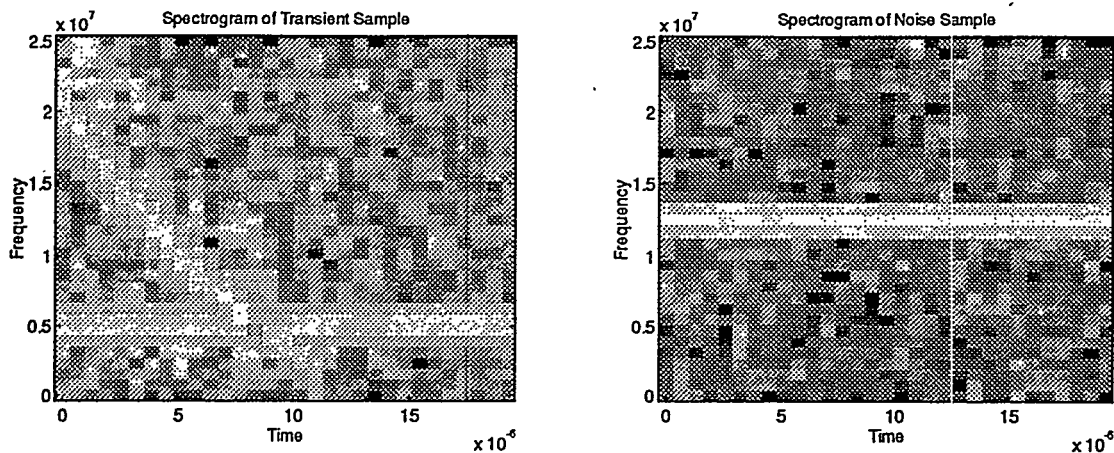 Spectrogram of Transient Sample
x 10^7
2.5
2
1.5
1
0.5
0
Frequency
0 5 10 15
Time
x 10^-6
Spectrogram of Noise Sample
x 10^7
2.5
2
1.5
1
0.5
0
Frequency
0 5 10 15
Time
x 10^-6